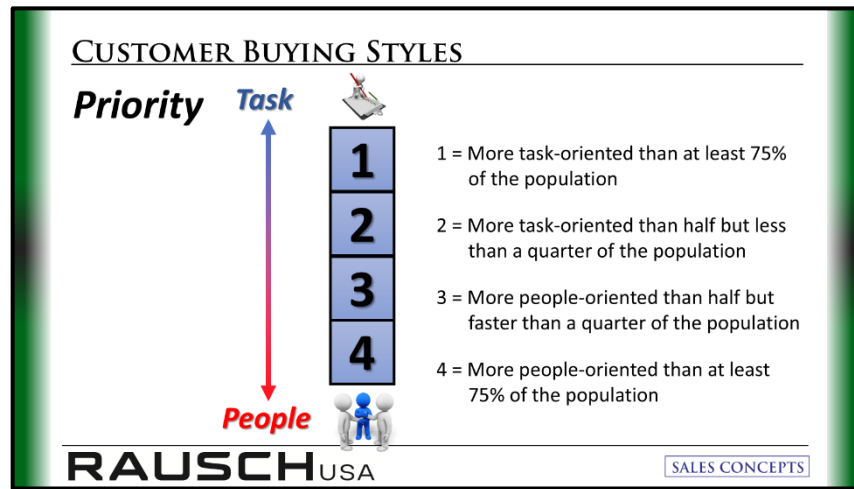 CUSTOMER BUYING STYLES
Priority
Task
1
2
3
4
People
1 = More task-oriented than at least 75%
of the population
2 = More task-oriented than half but less
than a quarter of the population
3 = More people-oriented than half but
faster than a quarter of the population
4 = More people-oriented than at least
75% of the population
RAUSCH USA
SALES CONCEPTS